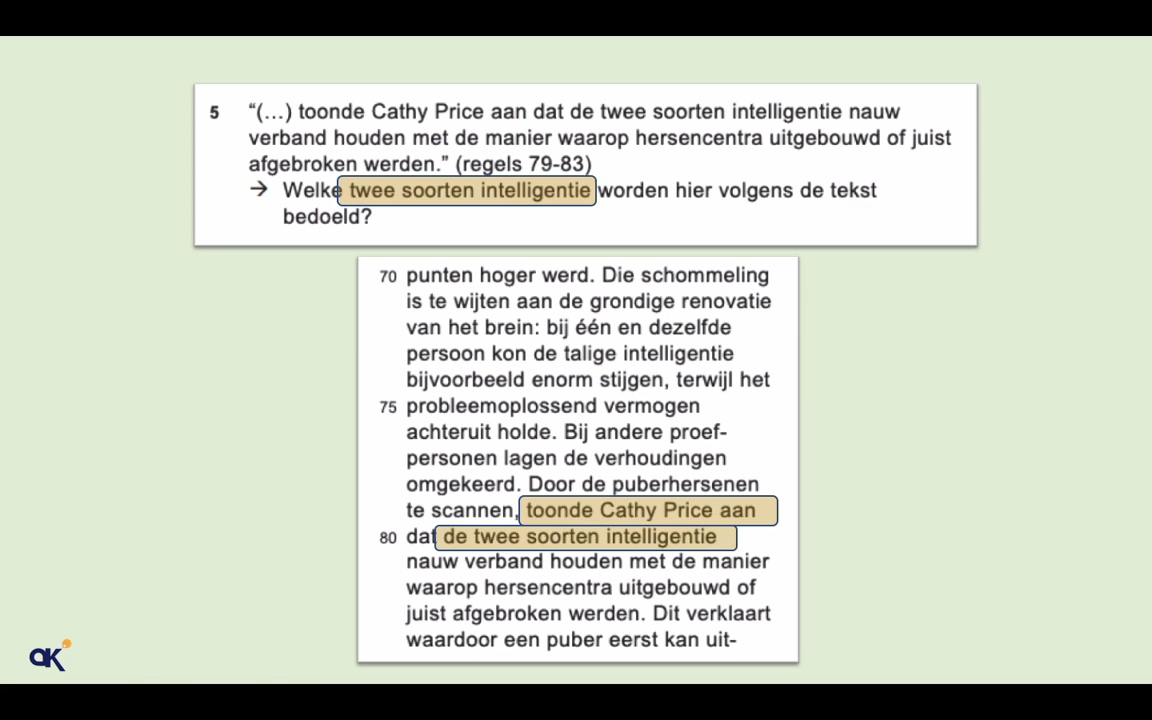 5 "(...) toonde Cathy Price aan dat de twee soorten intelligentie nauw
verband houden met de manier waarop hersencentra uitgebouwd of juist
afgebroken werden." (regels 79-83)
→ Welke twee soorten intelligentie worden hier volgens de tekst
bedoeld?
70 punten hoger werd. Die schommeling
is te wijten aan de grondige renovatie
van het brein: bij één en dezelfde
persoon kon de talige intelligentie
bijvoorbeeld enorm stijgen, terwijl het
75 probleemoplossend vermogen
achteruit holde. Bij andere proef-
personen lagen de verhoudingen
omgekeerd. Door de puberhersenen
te scannen, toonde Cathy Price aan
80 dat de twee soorten intelligentie
nauw verband houden met de manier
waarop hersencentra uitgebouwd of
juist afgebroken werden. Dit verklaart
waardoor een puber eerst kan uit-
aK